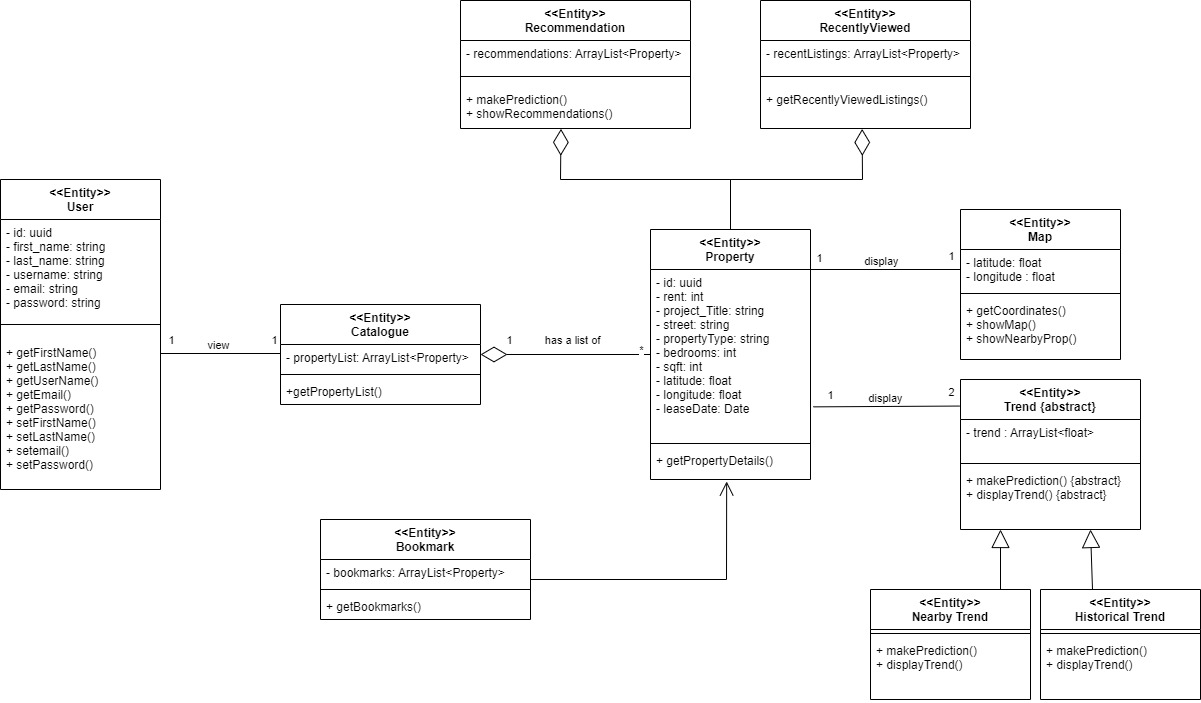 <<Entity>>
Recommendation
- recommendations: ArrayList<Property>
+ makePrediction()
+ showRecommendations()
<<Entity>>
RecentlyViewed
- recentListings: ArrayList<Property>
+ getRecentlyViewedListings()
<<Entity>>
User
- id: uuid
- first_name: string
- last_name: string
- username: string
- email: string
- password: string
+ getFirstName()
+ getLastName()
+ getUserName()
+ getEmail()
+ getPassword()
+ setFirstName()
+ setLastName()
+ setemail()
+ setPassword()
1
view
1
<<Entity>>
Catalogue
- propertyList: ArrayList<Property>
+getPropertyList()
1
has a list of
*
<<Entity>>
Property
- id: uuid
- rent: int
- project_Title: string
- street: string
- propertyType: string
- bedrooms: int
- sqft: int
- latitude: float
- longitude: float
- leaseDate: Date
+ getPropertyDetails()
1
display
1
<<Entity>>
Map
- latitude: float
- longitude : float
+ getCoordinates()
+ showMap()
+ showNearbyProp()
1
display
2
<<Entity>>
Trend {abstract}
- trend : ArrayList<float>
+ makePrediction() {abstract}
+ displayTrend() {abstract}
<<Entity>>
Bookmark
- bookmarks: ArrayList<Property>
+ getBookmarks()
<<Entity>>
Nearby Trend
+ makePrediction()
+ displayTrend()
<<Entity>>
Historical Trend
+ makePrediction()
+ displayTrend()